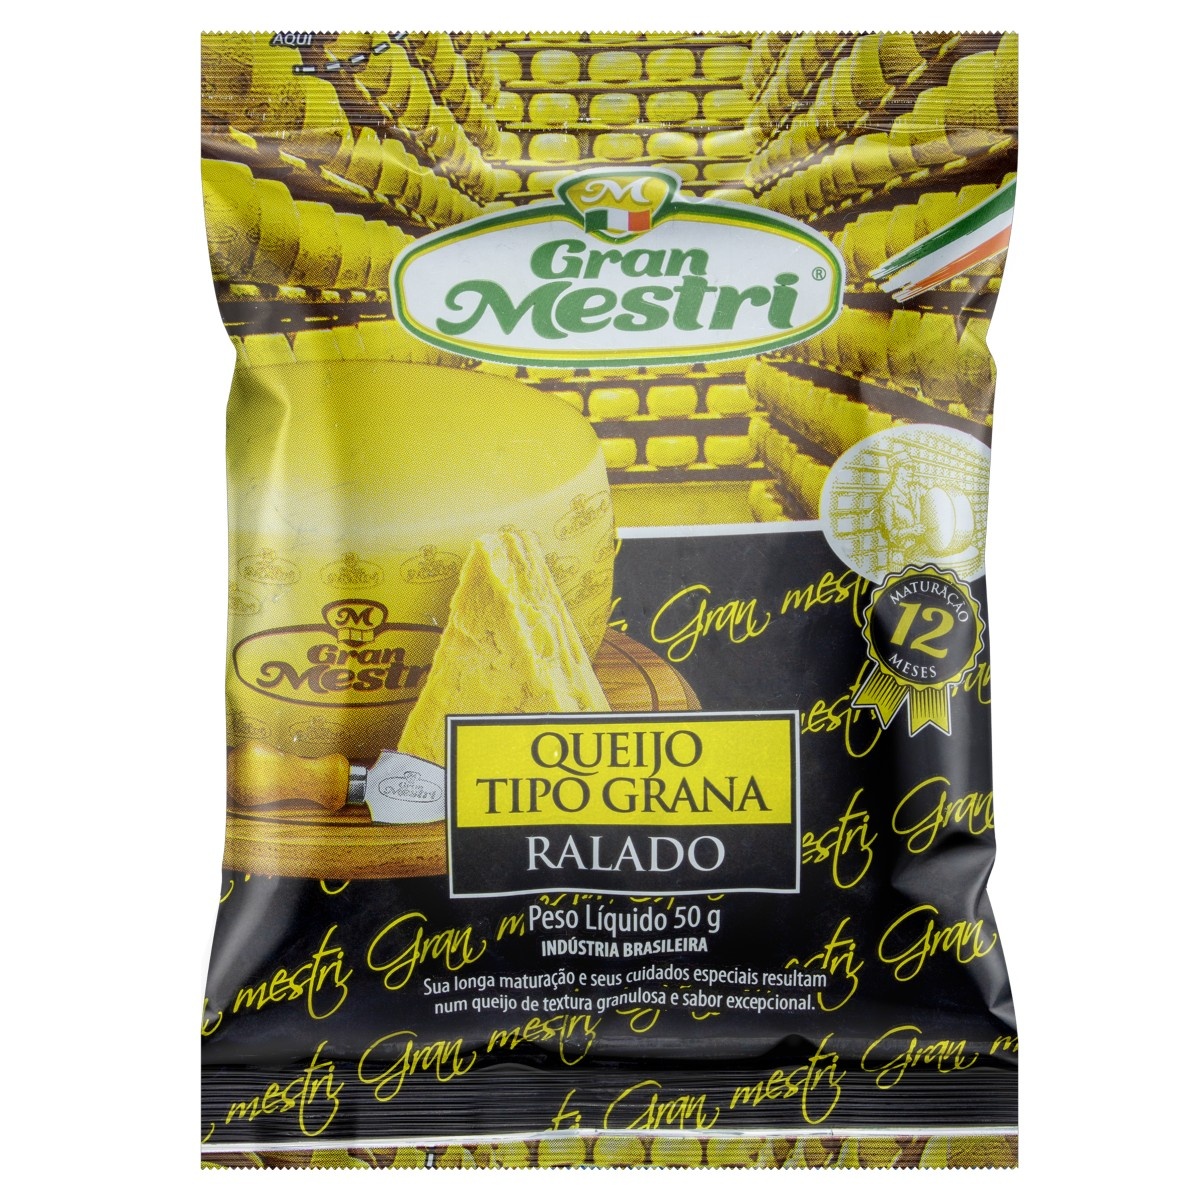 AQUI
M
Gran
Mestri®
MATURAÇÃO
12
MESES
Gran mestri
M
Gran
Mestri
Gran
Mestri
QUEIJO
TIPO GRANA
RALADO
Peso Líquido 50 g
INDÚSTRIA BRASILEIRA
Sua longa maturação e seus cuidados especiais resultam
num queijo de textura granulosa e sabor excepcional.
mestri Gran
mestri Gran
mestri Gran mestri
Gran mestri Gran